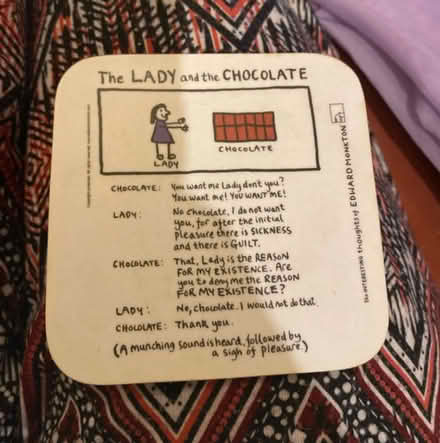 The LADY and the CHOCOLATE
LADY
CHOCOLATE
CHOCOLATE: You want me Lady don't you?
You want me! You WANT ME!
LADY: No Chocolate. I do not want
you, for after the initial
pleasure there is SICKNESS
and there is GUILT.
CHOCOLATE: That, Lady is the REASON
FOR MY EXISTENCE. Are
you to deny me the REASON
FOR MY EXISTENCE?
LADY: No, chocolate. I would not do that.
CHOCOLATE: Thank you.
(A munching sound is heard, followed by
a sigh of pleasure.)
the INTERESTING thoughts of EDWARD MONKTON